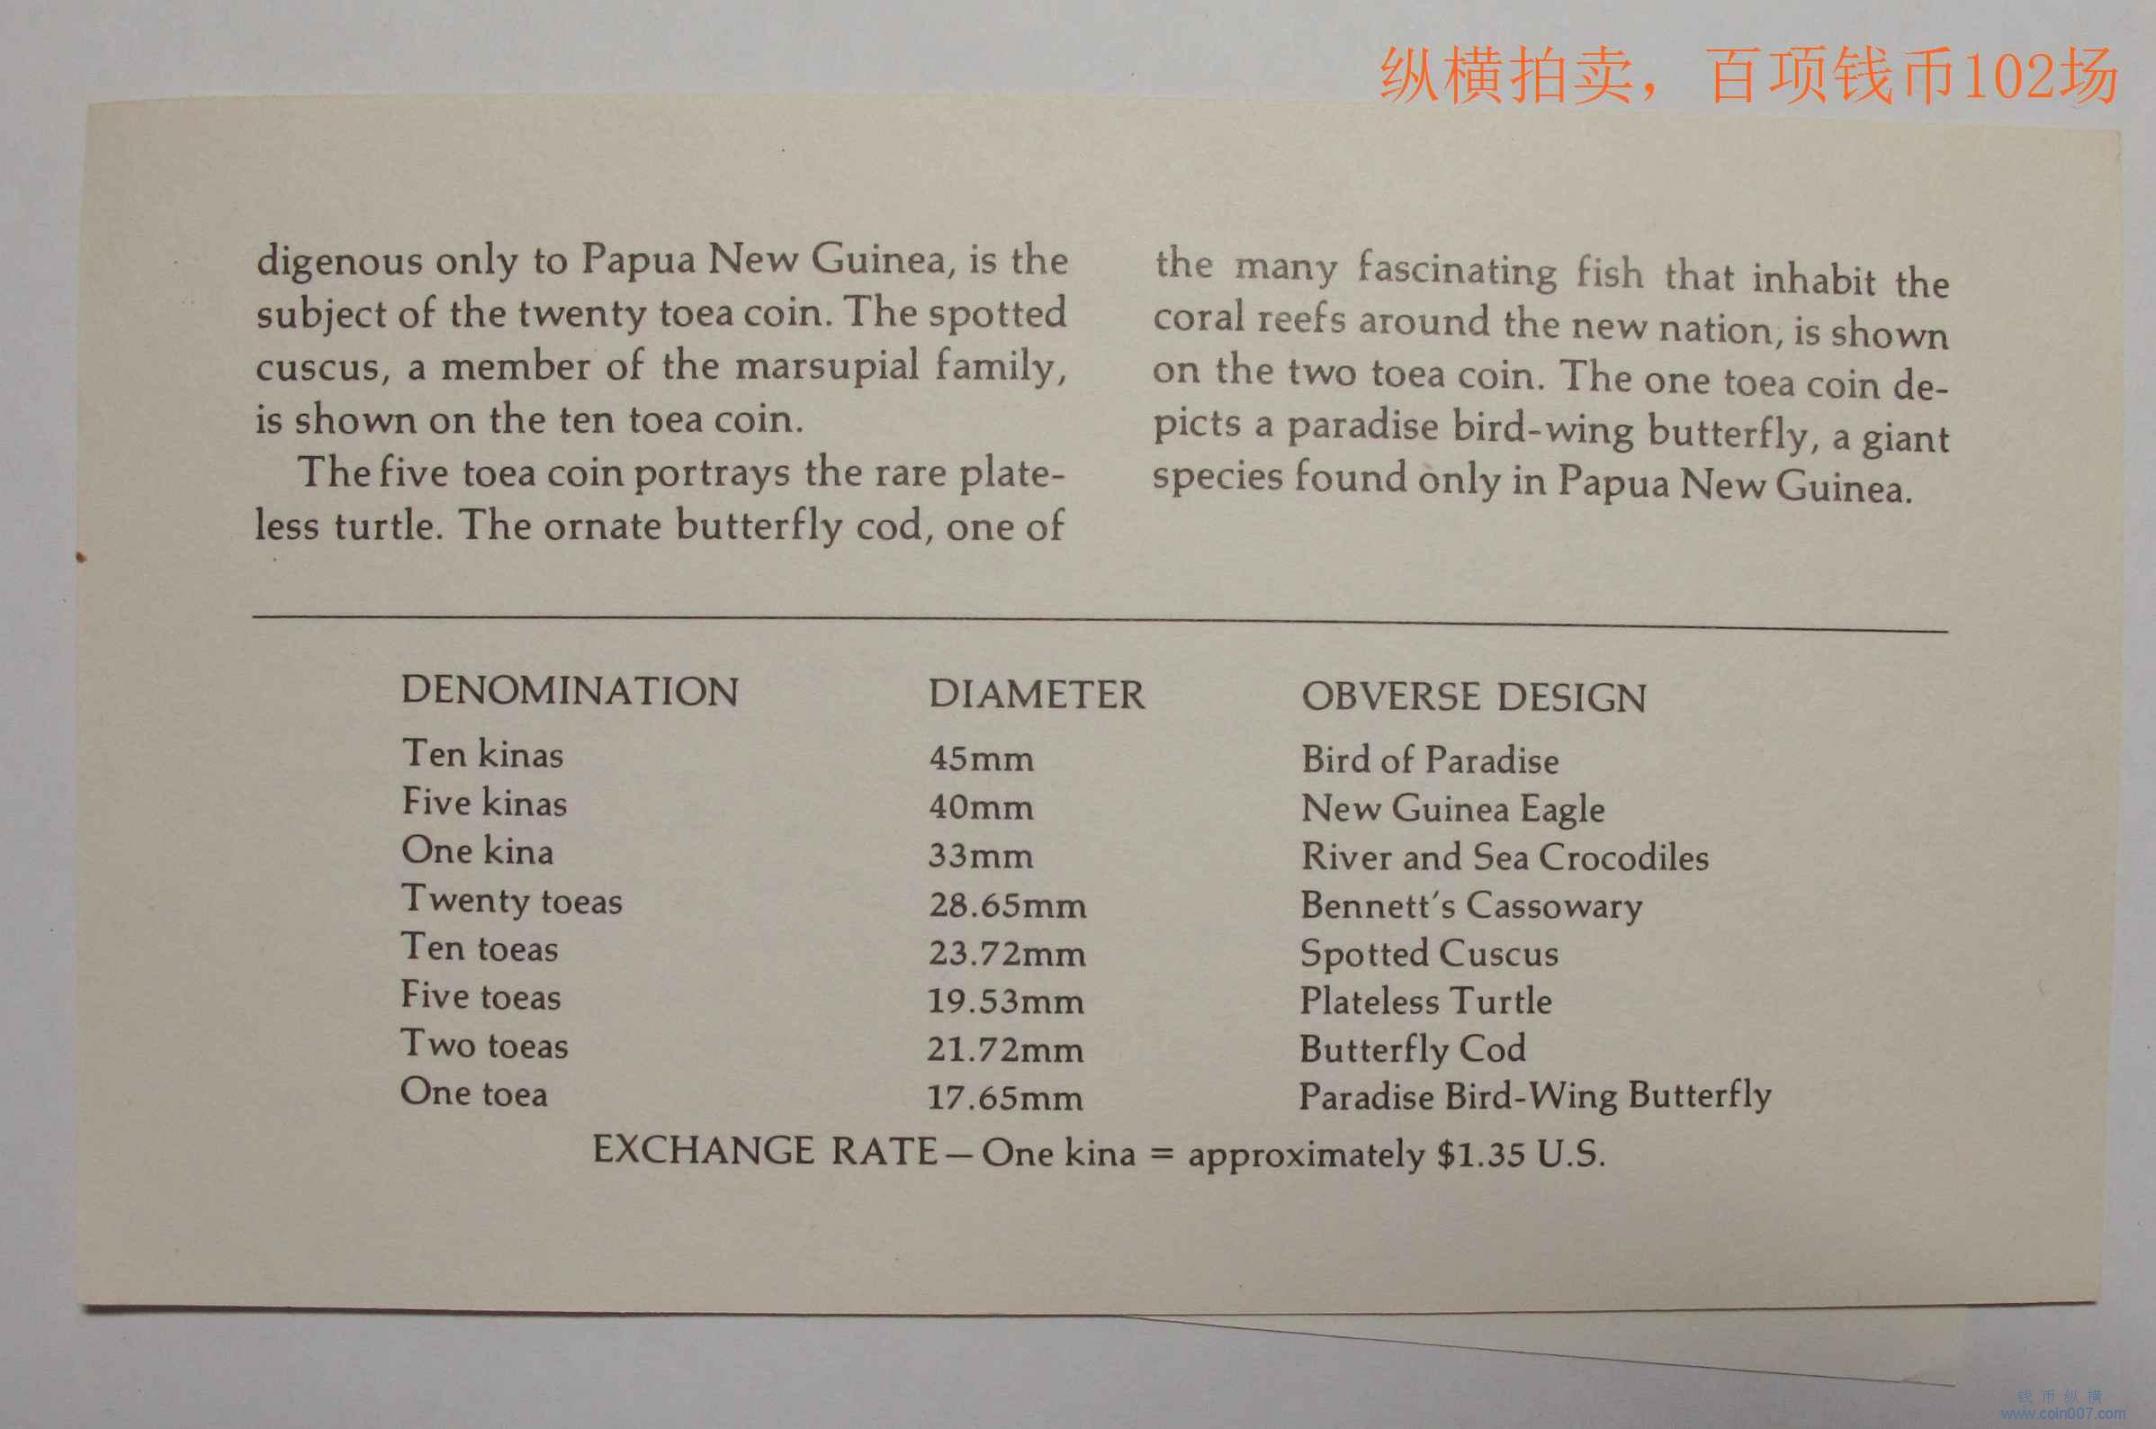 纵横拍卖，百项钱币102场
digenous only to Papua New Guinea, is the
subject of the twenty toea coin. The spotted
cuscus, a member of the marsupial family,
is shown on the ten toea coin.
The five toea coin portrays the rare plate-
less turtle. The ornate butterfly cod, one of
the many fascinating fish that inhabit the
coral reefs around the new nation, is shown
on the two toea coin. The one toea coin de-
picts a paradise bird-wing butterfly, a giant
species found only in Papua New Guinea.
DENOMINATION DIAMETER OBVERSE DESIGN
Ten kinas 45mm Bird of Paradise
Five kinas 40mm New Guinea Eagle
One kina 33mm River and Sea Crocodiles
Twenty toeas 28.65mm Bennett's Cassowary
Ten toeas 23.72mm Spotted Cuscus
Five toeas 19.53mm Plateless Turtle
Two toeas 21.72mm Butterfly Cod
One toea 17.65mm Paradise Bird-Wing Butterfly
EXCHANGE RATE — One kina = approximately $1.35 U.S.
钱币纵横
www.coin007.com